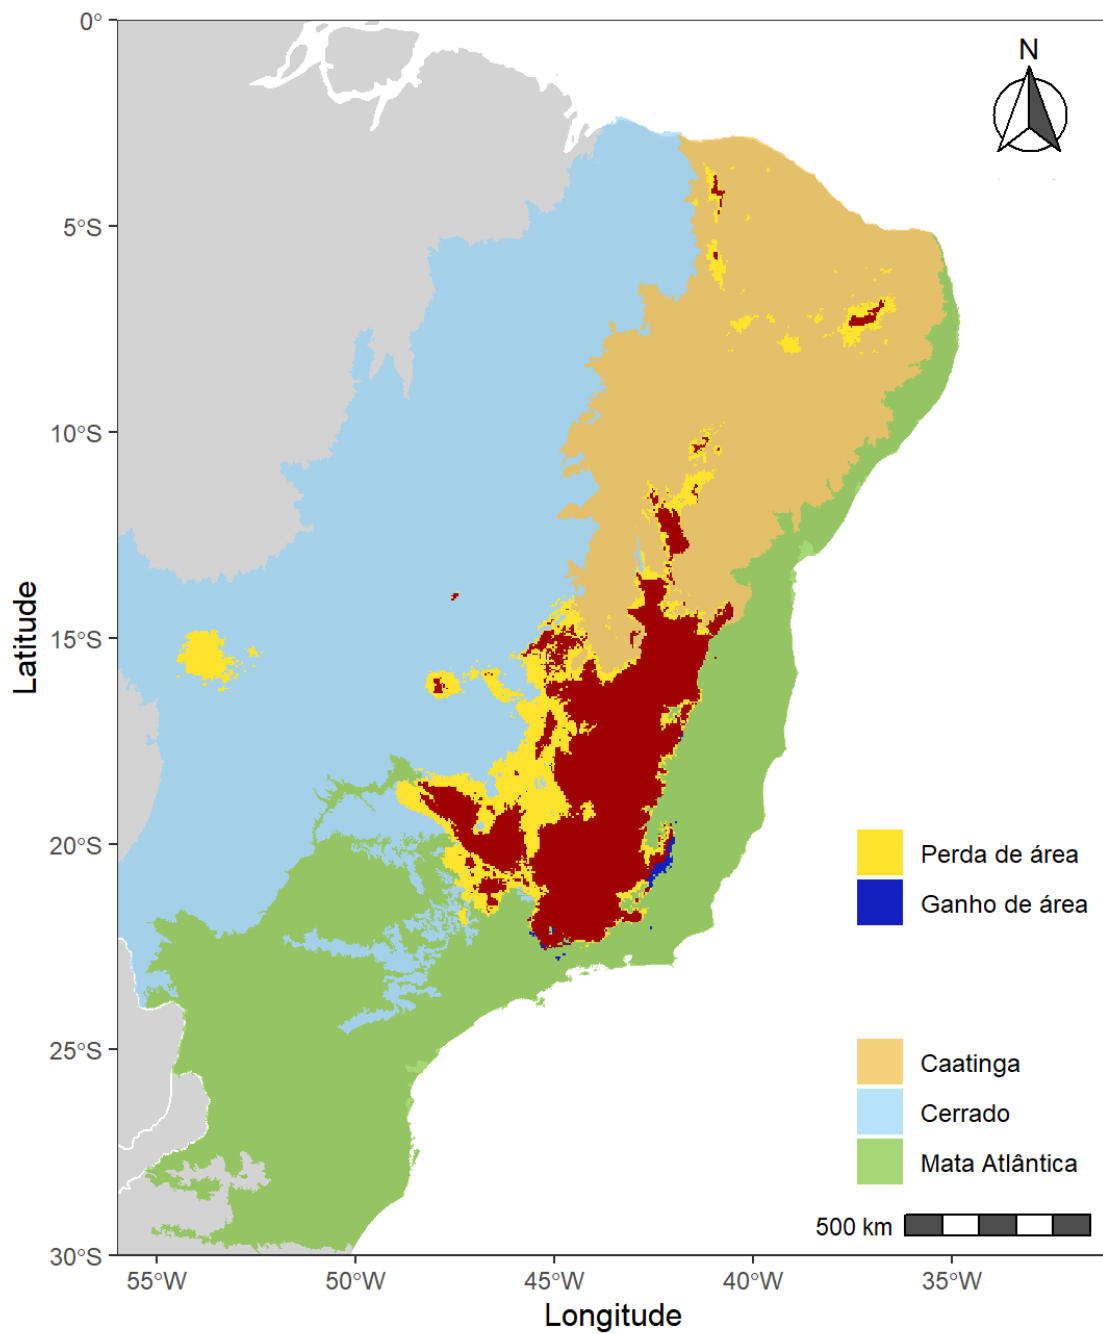 0°
5°S
10°S
15°S
20°S
25°S
30°S
Latitude
N
Perda de área
Ganho de área
Caatinga
Cerrado
Mata Atlântica
500 km
55°W
50°W
45°W
40°W
35°W
Longitude